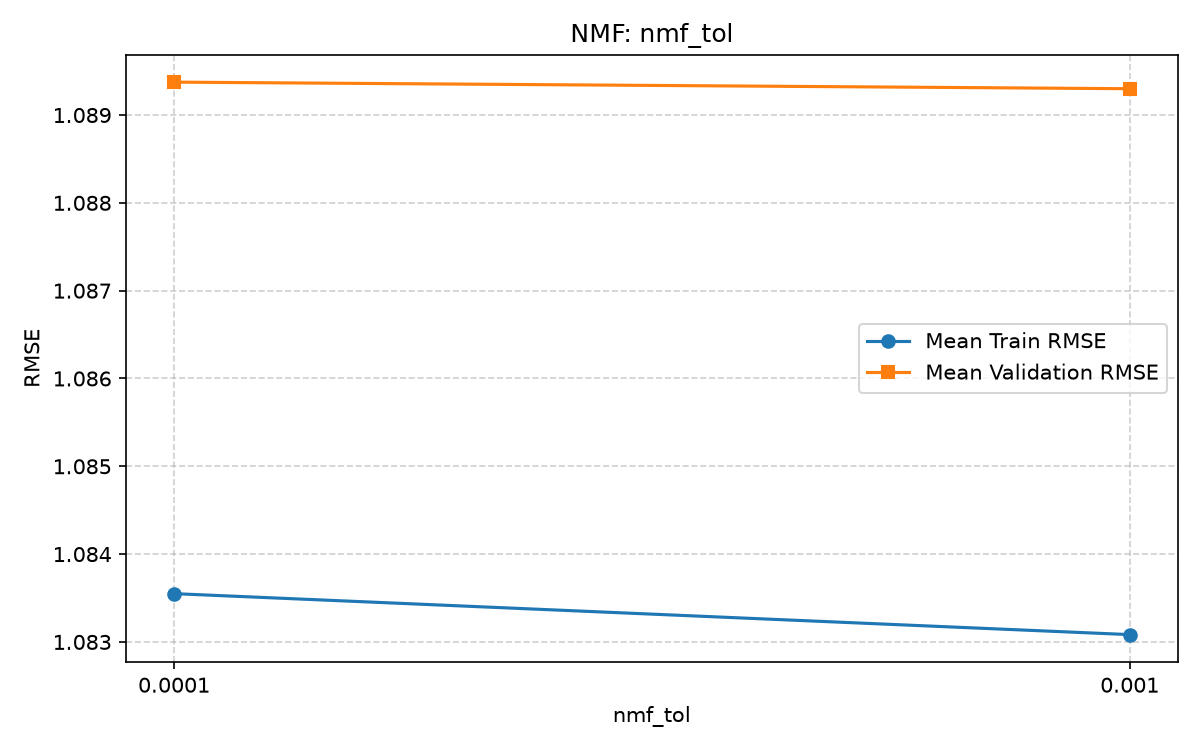 NMF: nmf_tol
1.089
1.088
1.087
1.086
1.085
1.084
1.083
RMSE
Mean Train RMSE
Mean Validation RMSE
0.0001
0.001
nmf_tol